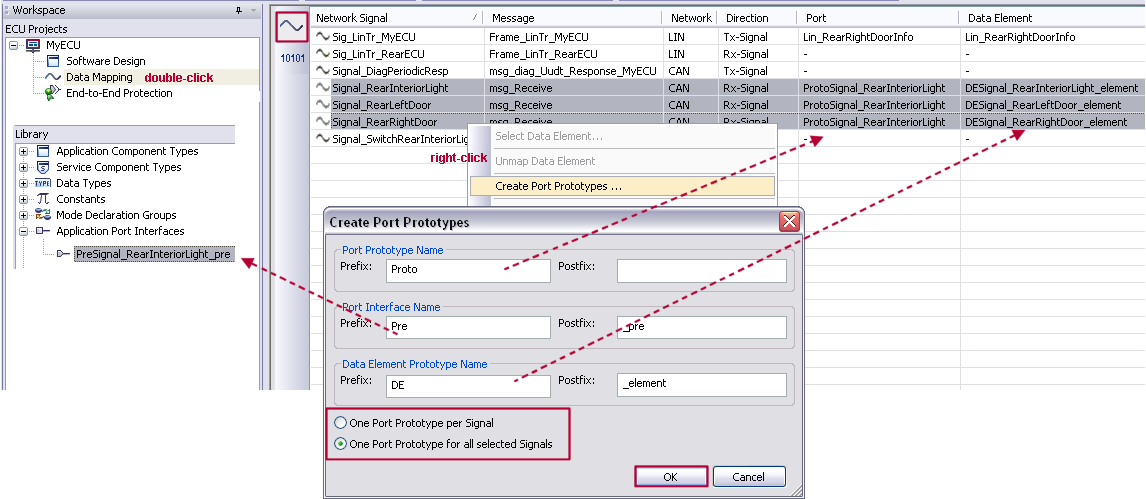 Workspace
ECU Projects
MyECU
Software Design
Data Mapping double-click
End-to-End Protection
Library
Application Component Types
Service Component Types
TYPE Data Types
Constants
Mode Declaration Groups
Application Port Interfaces
PreSignal_RearInteriorLight_pre
10101
Network Signal Message Network Direction Port Data Element
Sig_LinTr_MyECU Frame_LinTr_MyECU LIN Tx-Signal Lin_RearRightDoorInfo Lin_RearRightDoorInfo
Sig_LinTr_RearECU Frame_LinTr_RearECU LIN Rx-Signal - -
Signal_DiagPeriodicResp msg_diag_Uudt_Response_MyECU CAN Tx-Signal - -
Signal_RearInteriorLight msg_Receive CAN Rx-Signal ProtoSignal_RearInteriorLight DESignal_RearInteriorLight_element
Signal_RearLeftDoor msg_Receive CAN Rx-Signal ProtoSignal_RearInteriorLight DESignal_RearLeftDoor_element
Signal_RearRightDoor msg_Receive CAN Rx-Signal ProtoSignal_RearInteriorLight DESignal_RearRightDoor_element
Signal_SwitchRearInteriorLig - -
right-click
Select Data Element...
Unmap Data Element
Create Port Prototypes ...
Create Port Prototypes
Port Prototype Name
Prefix: Proto Postfix:
Port Interface Name
Prefix: Pre Postfix: _pre
Data Element Prototype Name
Prefix: DE Postfix: _element
One Port Prototype per Signal
One Port Prototype for all selected Signals
OK Cancel